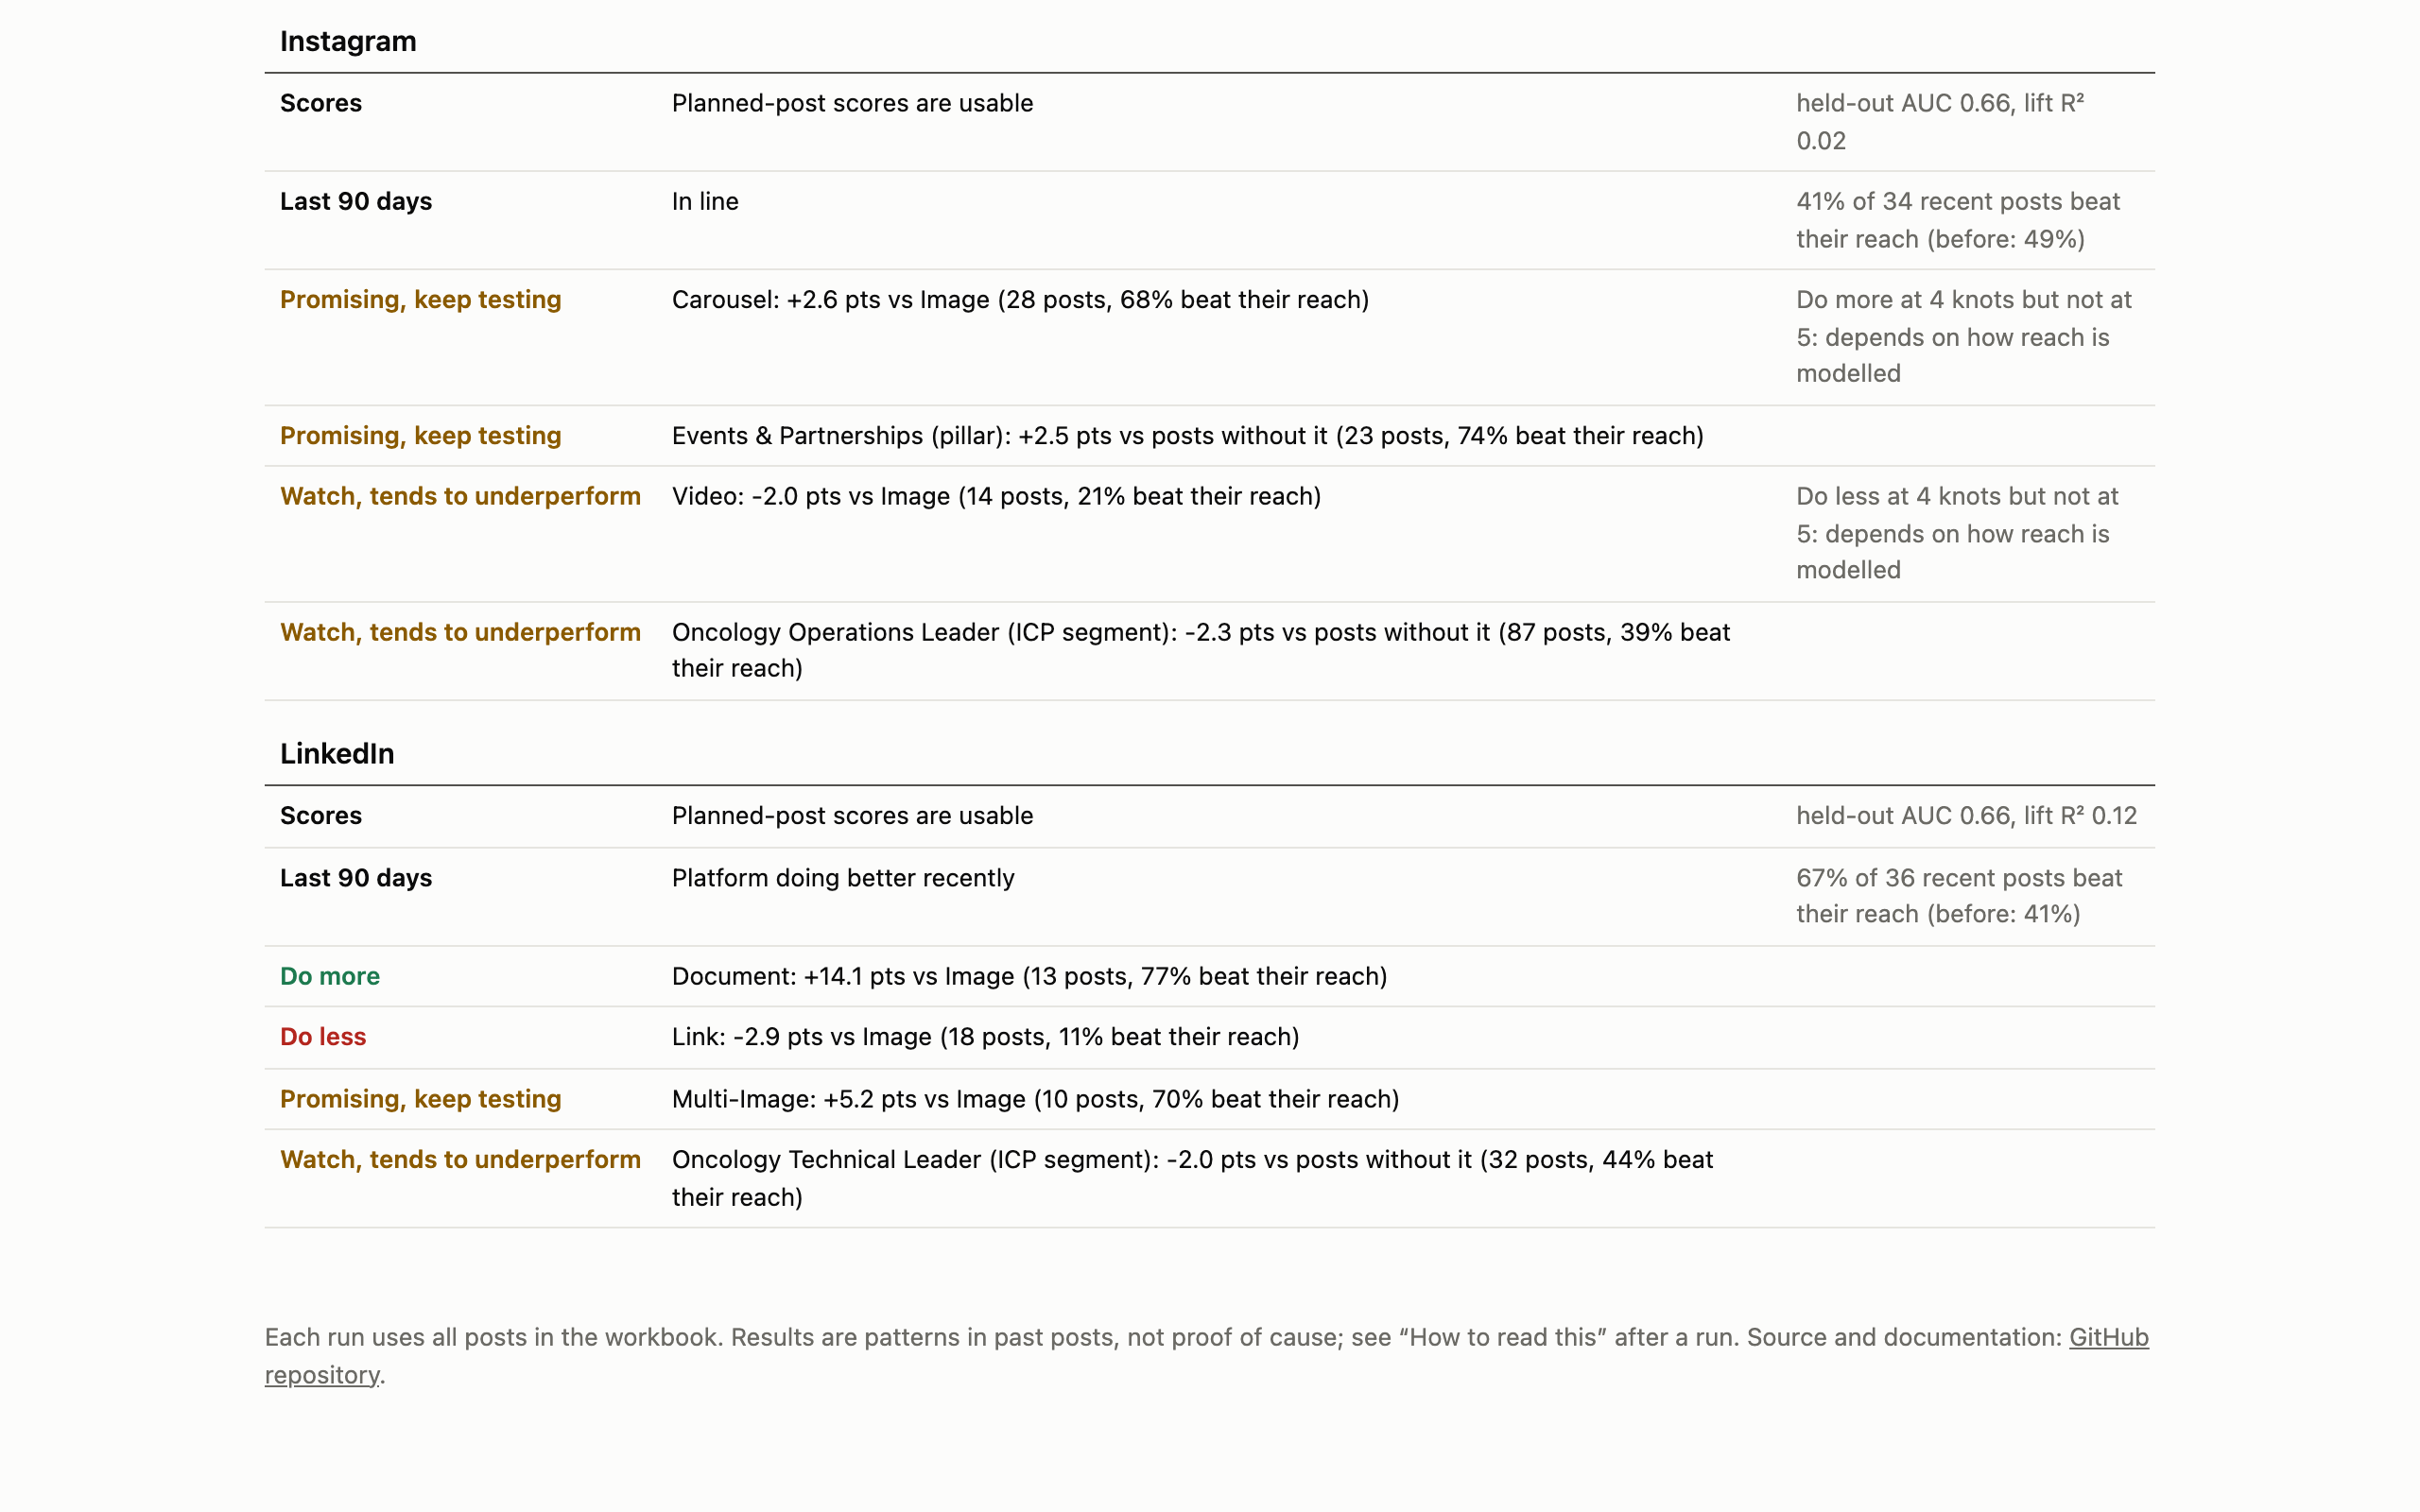 Instagram
Scores Planned-post scores are usable held-out AUC 0.66, lift R²
0.02
Last 90 days In line 41% of 34 recent posts beat
their reach (before: 49%)
Promising, keep testing Carousel: +2.6 pts vs Image (28 posts, 68% beat their reach) Do more at 4 knots but not at
5: depends on how reach is
modelled
Promising, keep testing Events & Partnerships (pillar): +2.5 pts vs posts without it (23 posts, 74% beat their reach)
Watch, tends to underperform Video: -2.0 pts vs Image (14 posts, 21% beat their reach) Do less at 4 knots but not at
5: depends on how reach is
modelled
Watch, tends to underperform Oncology Operations Leader (ICP segment): -2.3 pts vs posts without it (87 posts, 39% beat
their reach)
LinkedIn
Scores Planned-post scores are usable held-out AUC 0.66, lift R² 0.12
Last 90 days Platform doing better recently 67% of 36 recent posts beat
their reach (before: 41%)
Do more Document: +14.1 pts vs Image (13 posts, 77% beat their reach)
Do less Link: -2.9 pts vs Image (18 posts, 11% beat their reach)
Promising, keep testing Multi-Image: +5.2 pts vs Image (10 posts, 70% beat their reach)
Watch, tends to underperform Oncology Technical Leader (ICP segment): -2.0 pts vs posts without it (32 posts, 44% beat
their reach)
Each run uses all posts in the workbook. Results are patterns in past posts, not proof of cause; see “How to read this” after a run. Source and documentation: GitHub
repository.